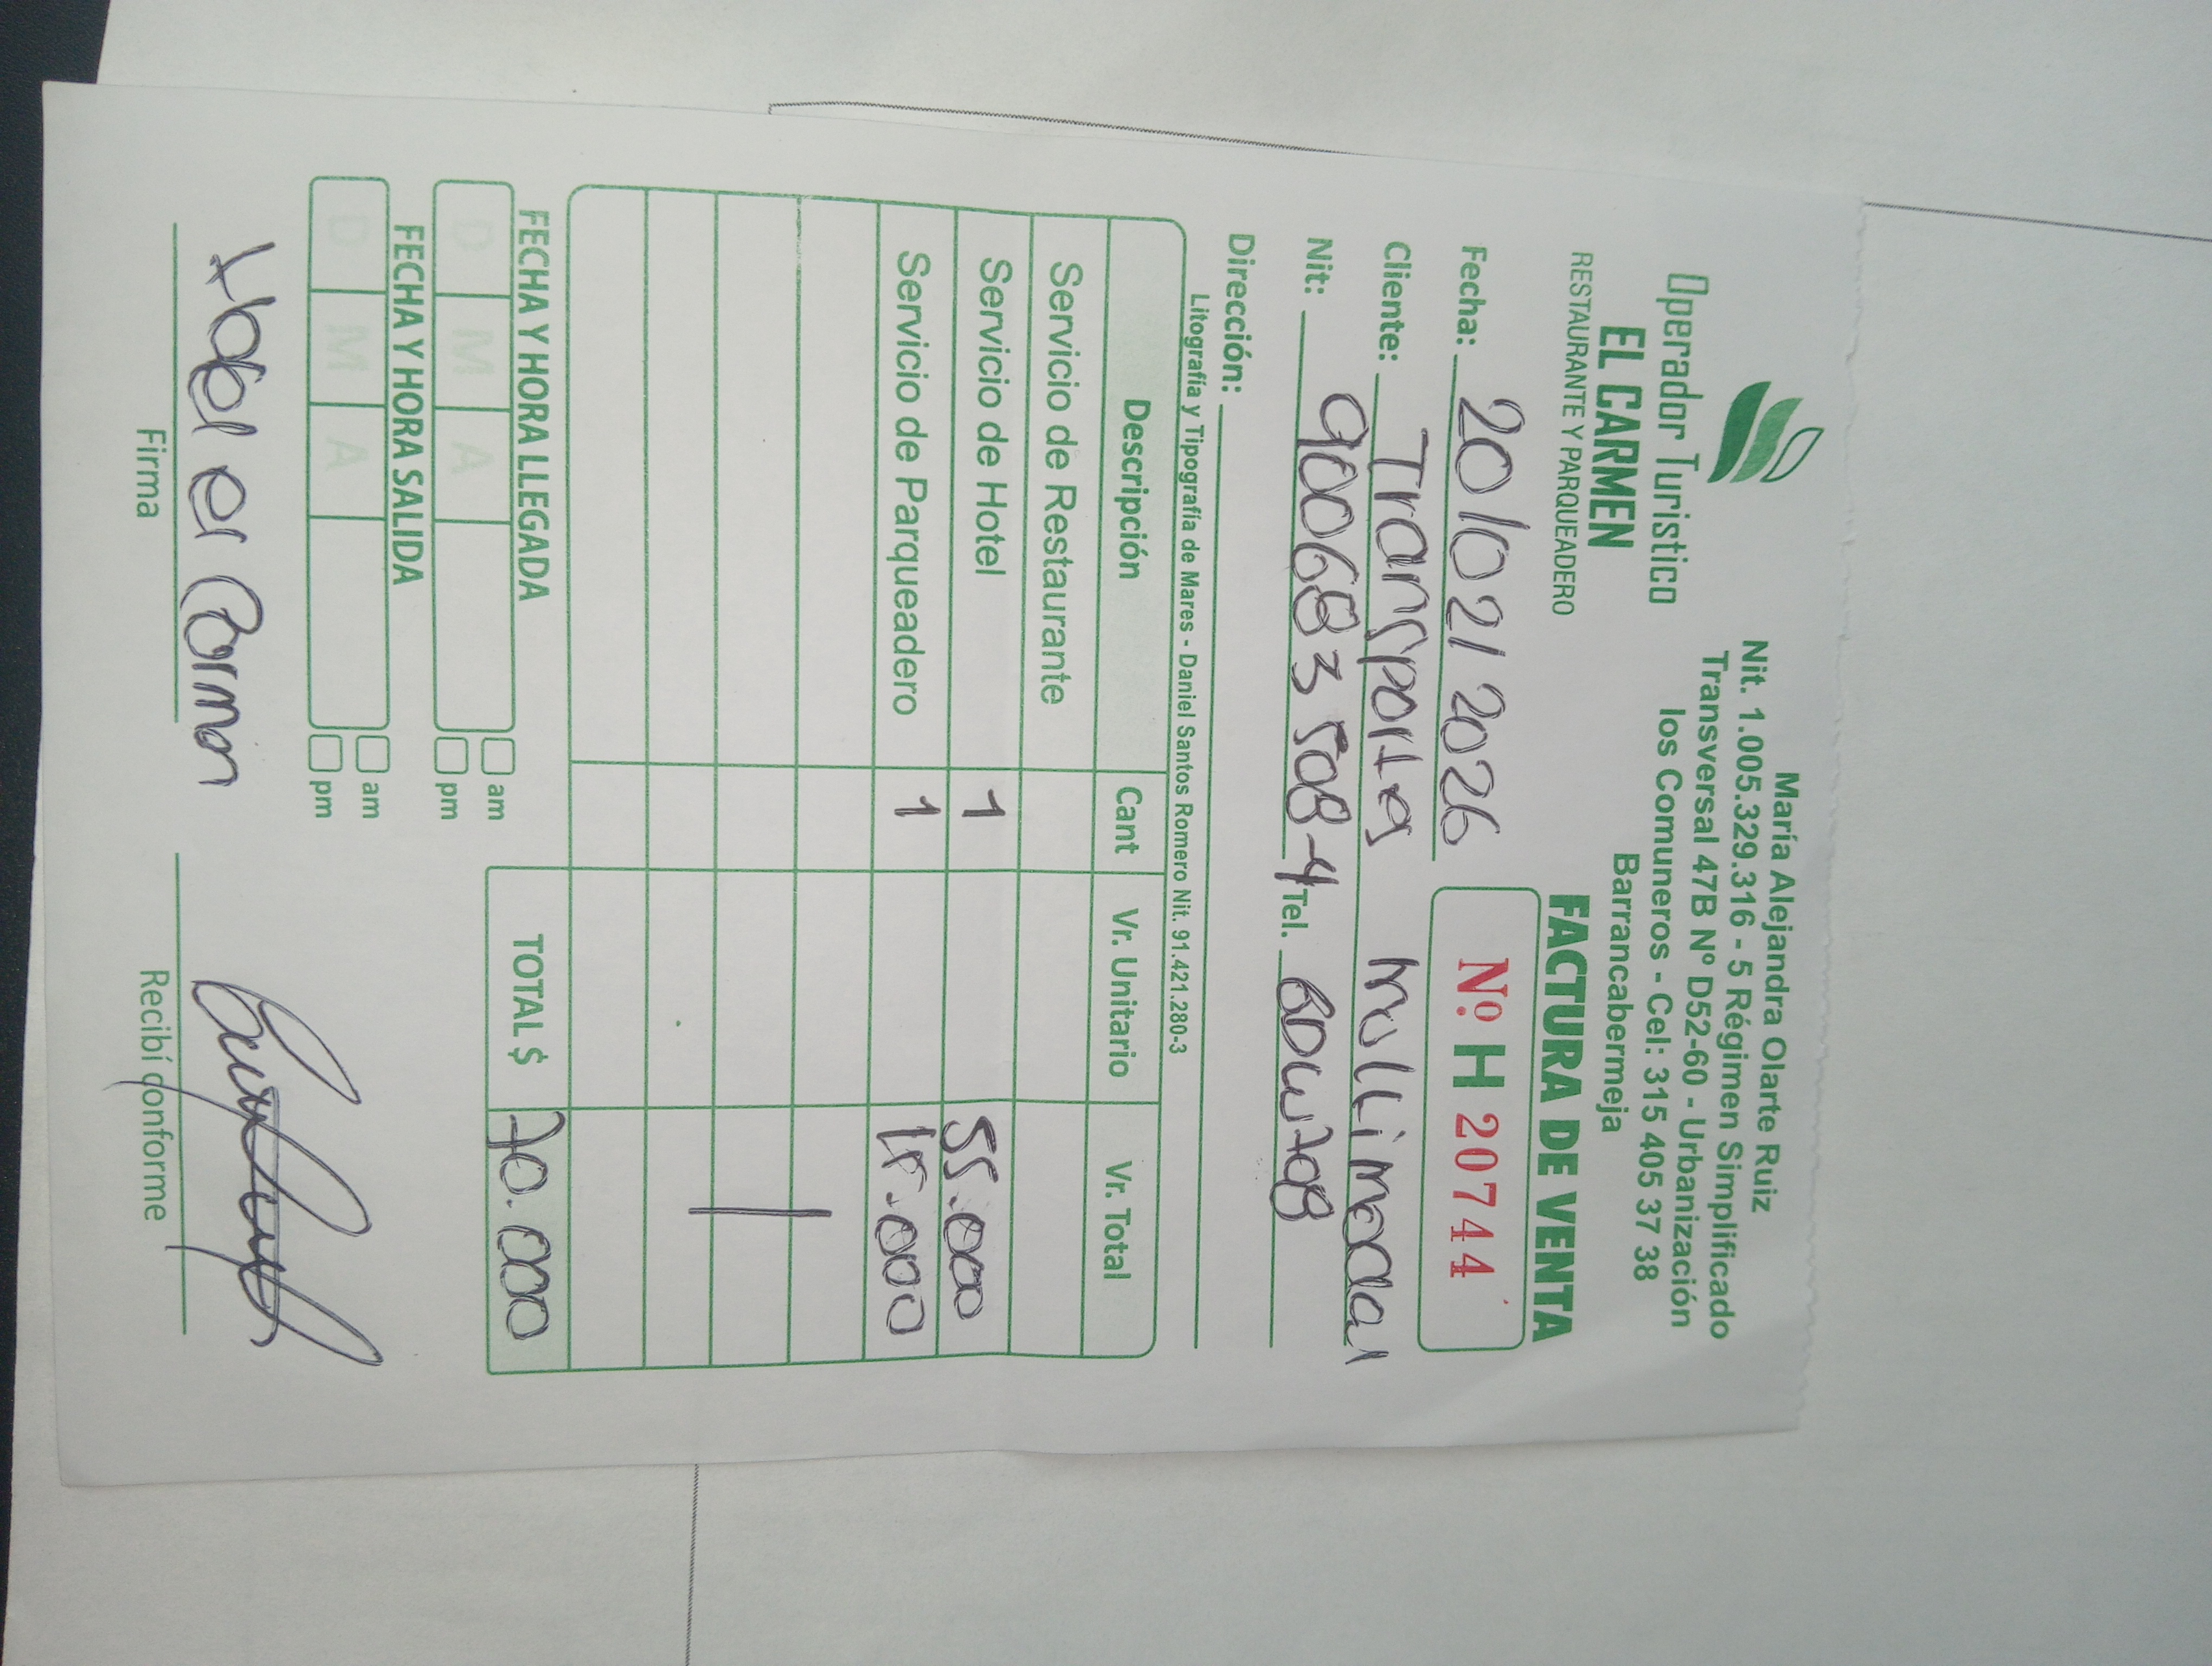 Operador Turistico
EL CARMEN
RESTAURANTE Y PARQUEADERO
María Alejandra Olarte Ruiz
Nit. 1.005.329.316 - 5 Régimen Simplificado
Transversal 47B Nº D52-60 - Urbanización
los Comuneros - Cel: 315 405 37 38
Barrancabermeja
FACTURA DE VENTA
Nº. H 20744
Fecha: 20/02/2026
Cliente: Transportes multimodal
Nit: 900683508-4 Tel.
Dirección:
Litografía y Tipografía de Mares - Daniel Santos Romero Nit. 91.421.280-3
Descripción Cant Vr. Unitario Vr. Total
Servicio de Restaurante
Servicio de Hotel 1 55.000
Servicio de Parqueadero 1 15.000
TOTAL $ 70.000
FECHA Y HORA LLEGADA
D M A am
pm
FECHA Y HORA SALIDA
D M A am
pm
Hotel el Carmen
Firma Recibí conforme